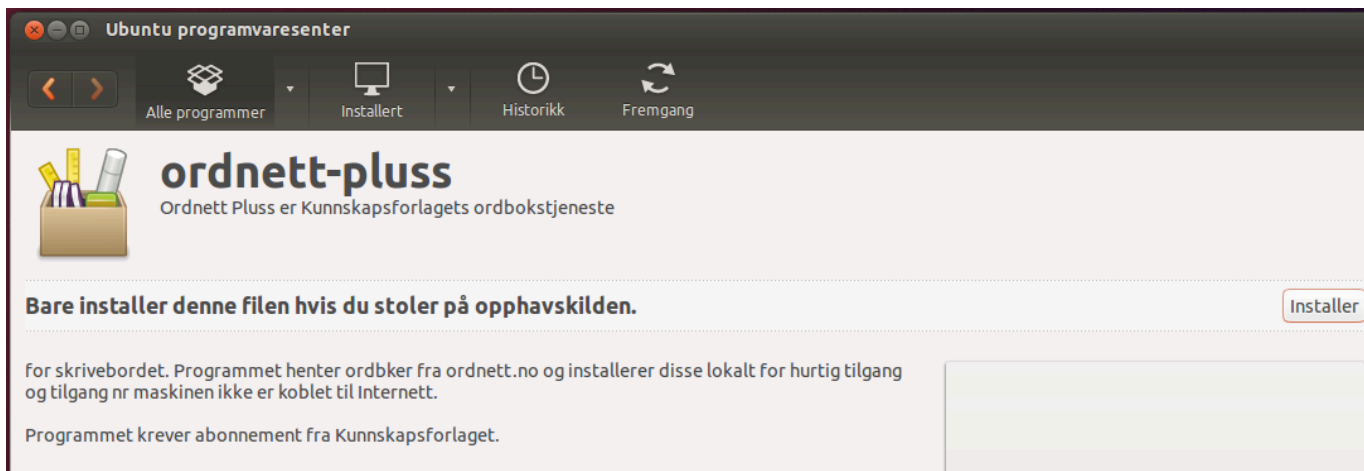 Ubuntu programvaresenter
Alle programmer
Installert
Historikk
Fremgang
ordnett-pluss
Ordnett Pluss er Kunnskapsforlagets ordbokstjeneste
Bare installer denne filen hvis du stoler på opphavskilden.
Installer
for skrivebordet. Programmet henter ordbker fra ordnett.no og installerer disse lokalt for hurtig tilgang
og tilgang nr maskinen ikke er koblet til Internett.
Programmet krever abonnement fra Kunnskapsforlaget.